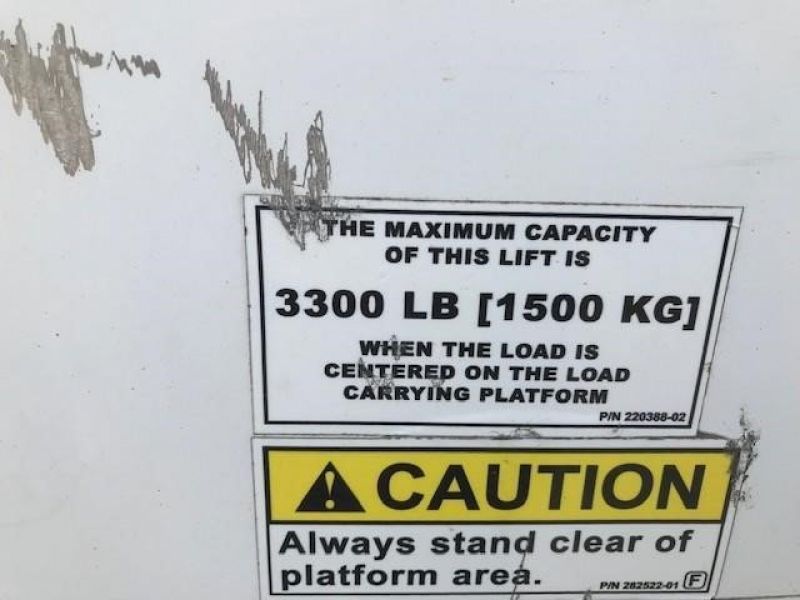 THE MAXIMUM CAPACITY
OF THIS LIFT IS
3300 LB [1500 KG]
WHEN THE LOAD IS
CENTERED ON THE LOAD
CARRYING PLATFORM
P/N 220388-02
CAUTION
Always stand clear of
platform area.
P/N 282522-01 F